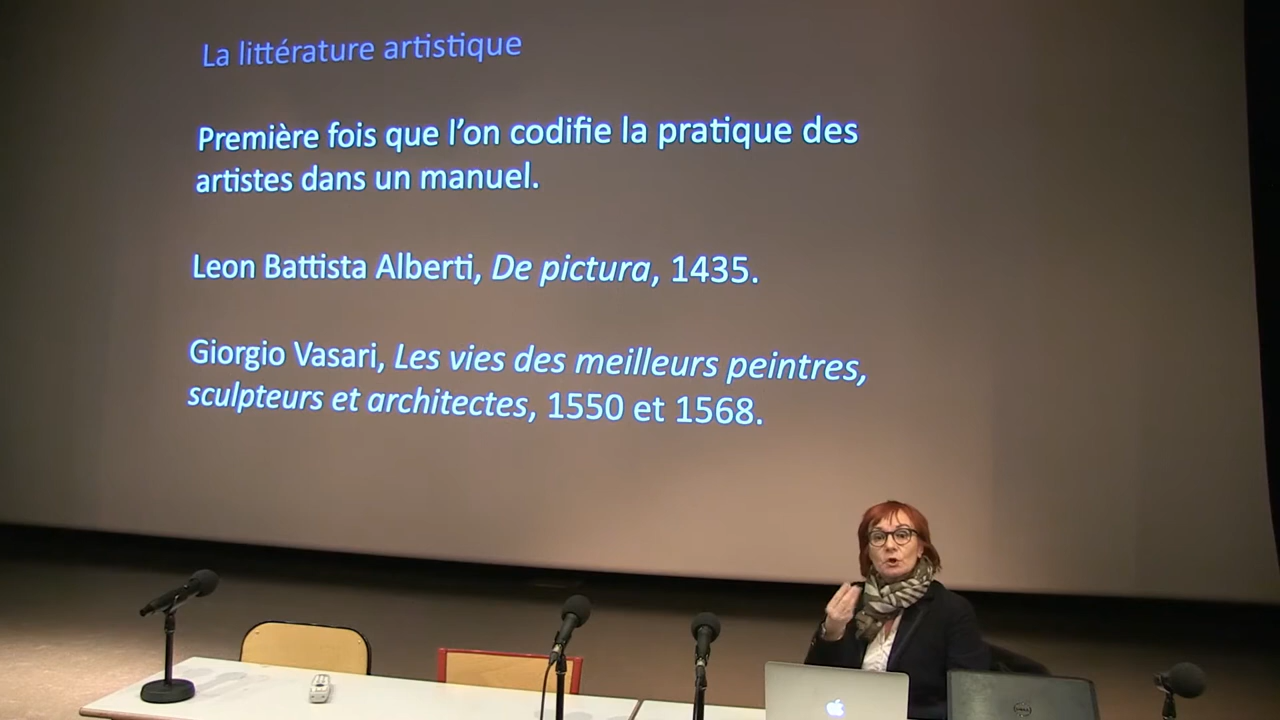 La littérature artistique
Première fois que l'on codifie la pratique des
artistes dans un manuel.
Leon Battista Alberti, De pictura, 1435.
Giorgio Vasari, Les vies des meilleurs peintres,
sculpteurs et architectes, 1550 et 1568.
DELL